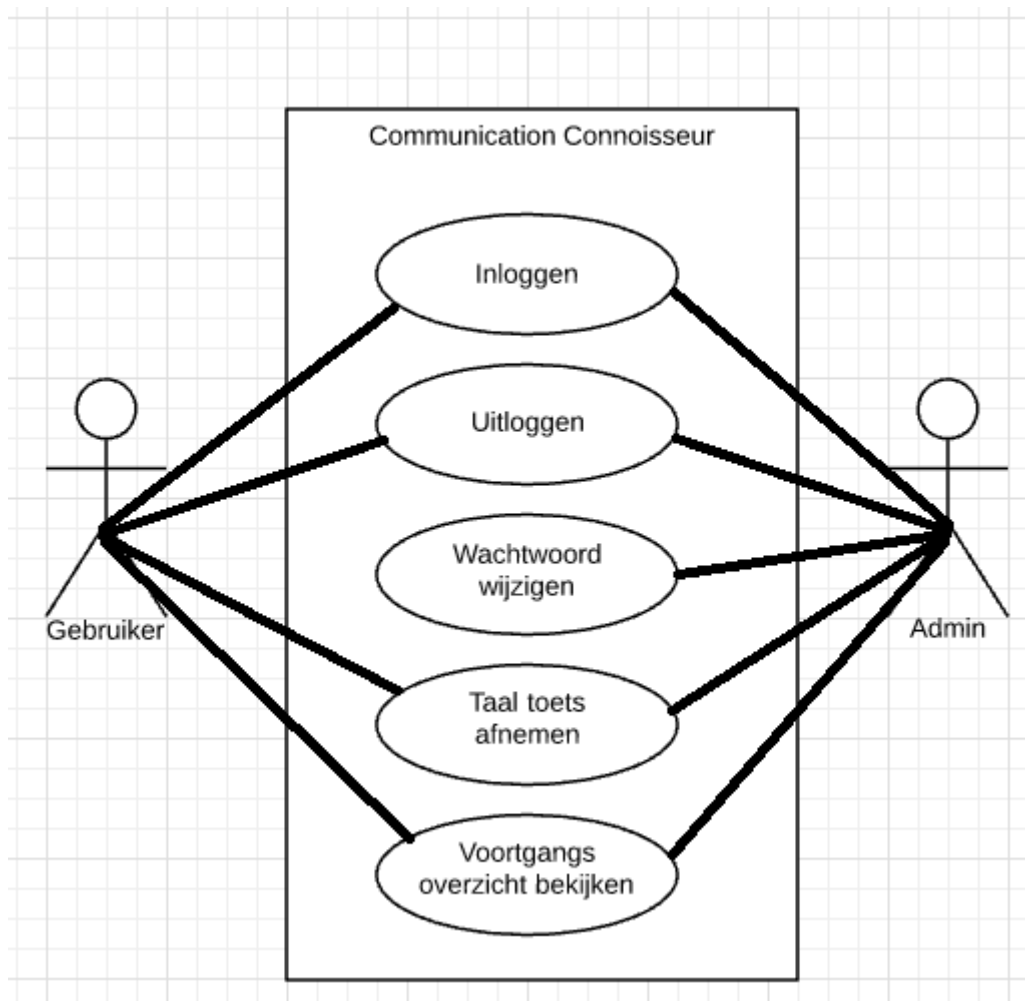 Communication Connoisseur
Inloggen
Uitloggen
Wachtwoord
wijzigen
Gebruiker
Admin
Taal toets
afnemen
Voortgangs
overzicht bekijken